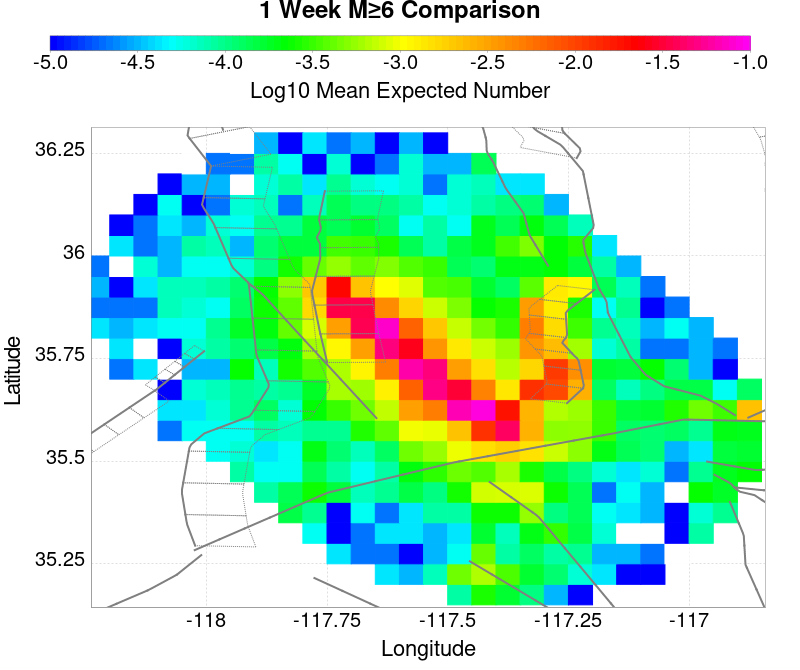 1 Week M≥6 Comparison
-5.0 -4.5 -4.0 -3.5 -3.0 -2.5 -2.0 -1.5 -1.0
Log10 Mean Expected Number
36.25
36
35.75
35.5
35.25
Latitude
-118 -117.75 -117.5 -117.25 -117
Longitude